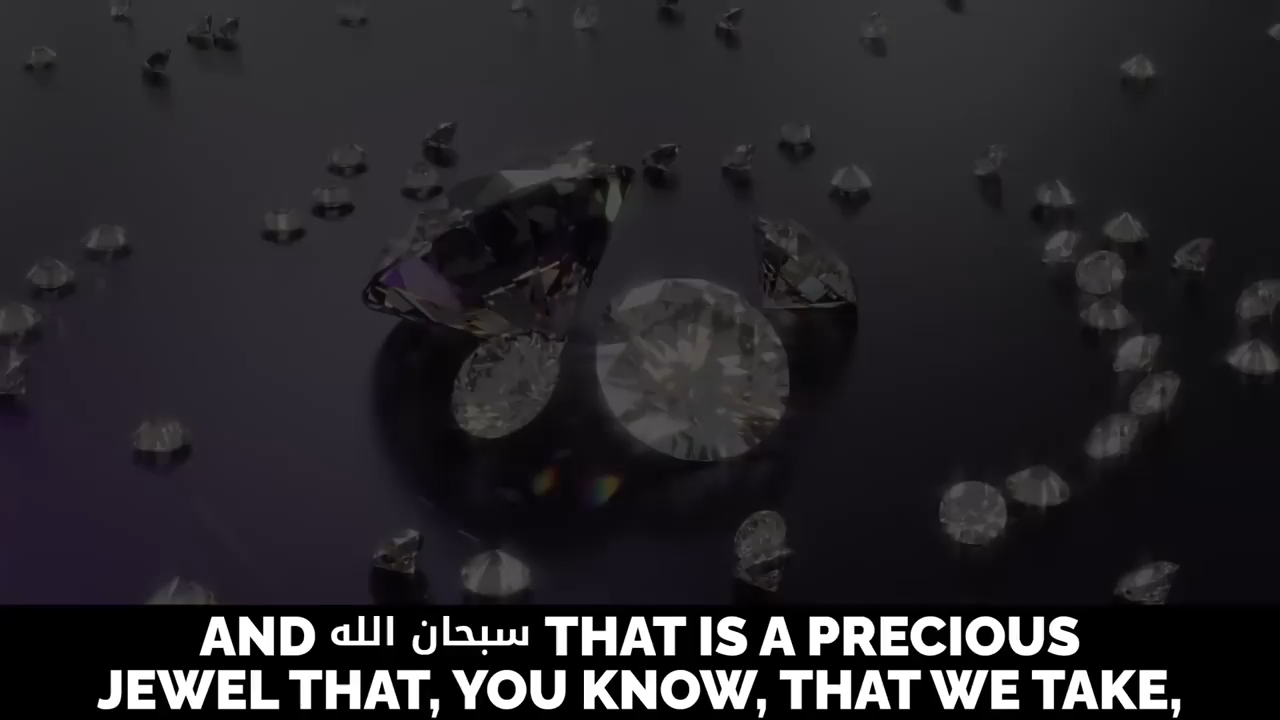 AND سبحان الله THAT IS A PRECIOUS
JEWEL THAT, YOU KNOW, THAT WE TAKE,